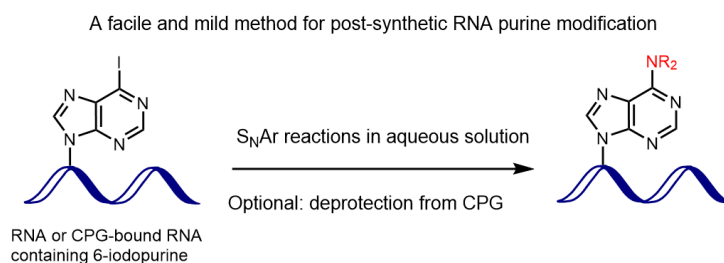 A facile and mild method for post-synthetic RNA purine modification
I
N
N
N
N
SNAr reactions in aqueous solution
Optional: deprotection from CPG
RNA or CPG-bound RNA
containing 6-iodopurine
NR2
N
N
N
N